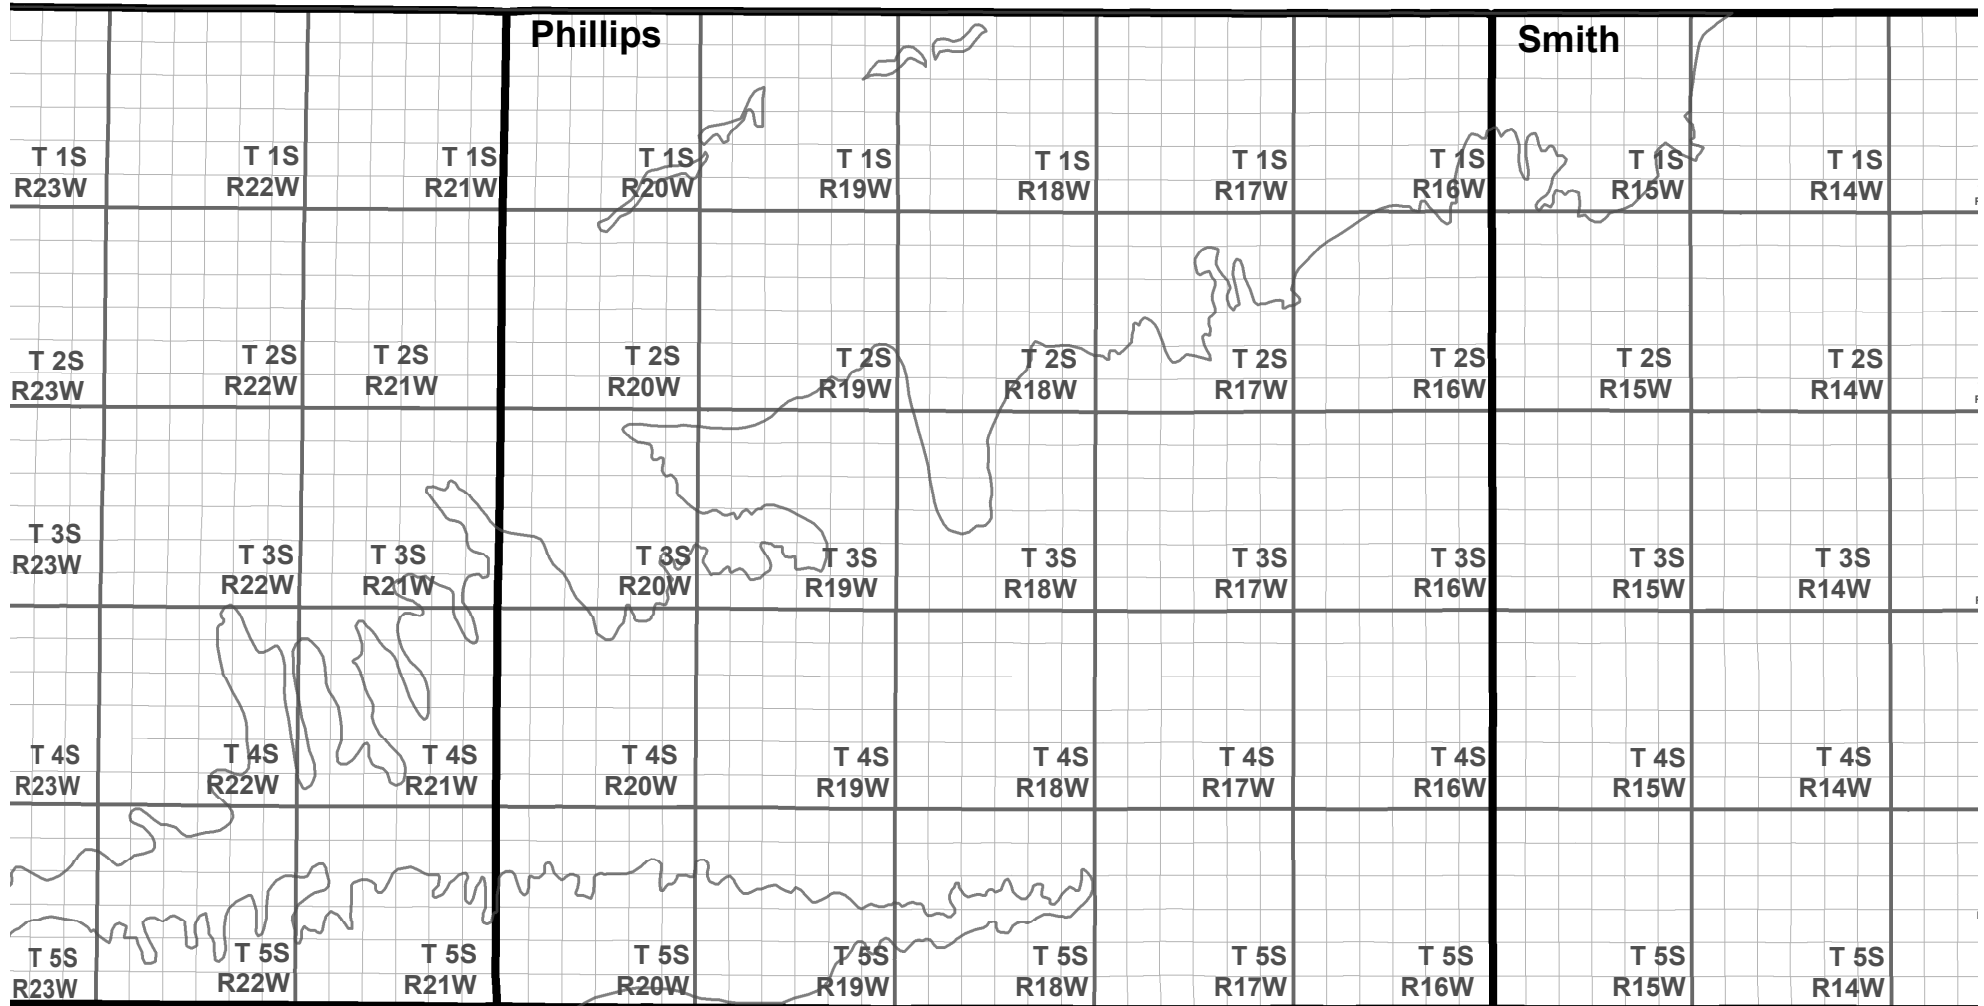 Phillips
Smith
T 1S
R23W
T 1S
R22W
T 1S
R21W
T 1S
R20W
T 1S
R19W
T 1S
R18W
T 1S
R17W
T 1S
R16W
T 1S
R15W
T 1S
R14W
T 2S
R23W
T 2S
R22W
T 2S
R21W
T 2S
R20W
T 2S
R19W
T 2S
R18W
T 2S
R17W
T 2S
R16W
T 2S
R15W
T 2S
R14W
T 3S
R23W
T 3S
R22W
T 3S
R21W
T 3S
R20W
T 3S
R19W
T 3S
R18W
T 3S
R17W
T 3S
R16W
T 3S
R15W
T 3S
R14W
T 4S
R23W
T 4S
R22W
T 4S
R21W
T 4S
R20W
T 4S
R19W
T 4S
R18W
T 4S
R17W
T 4S
R16W
T 4S
R15W
T 4S
R14W
T 5S
R23W
T 5S
R22W
T 5S
R21W
T 5S
R20W
T 5S
R19W
T 5S
R18W
T 5S
R17W
T 5S
R16W
T 5S
R15W
T 5S
R14W